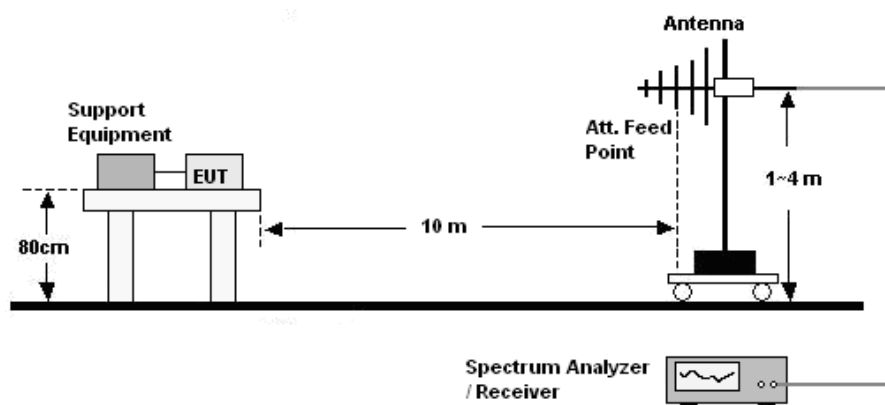 Antenna
Support
Equipment
EUT
Att. Feed
Point
1~4 m
10 m
80cm
Spectrum Analyzer
/ Receiver